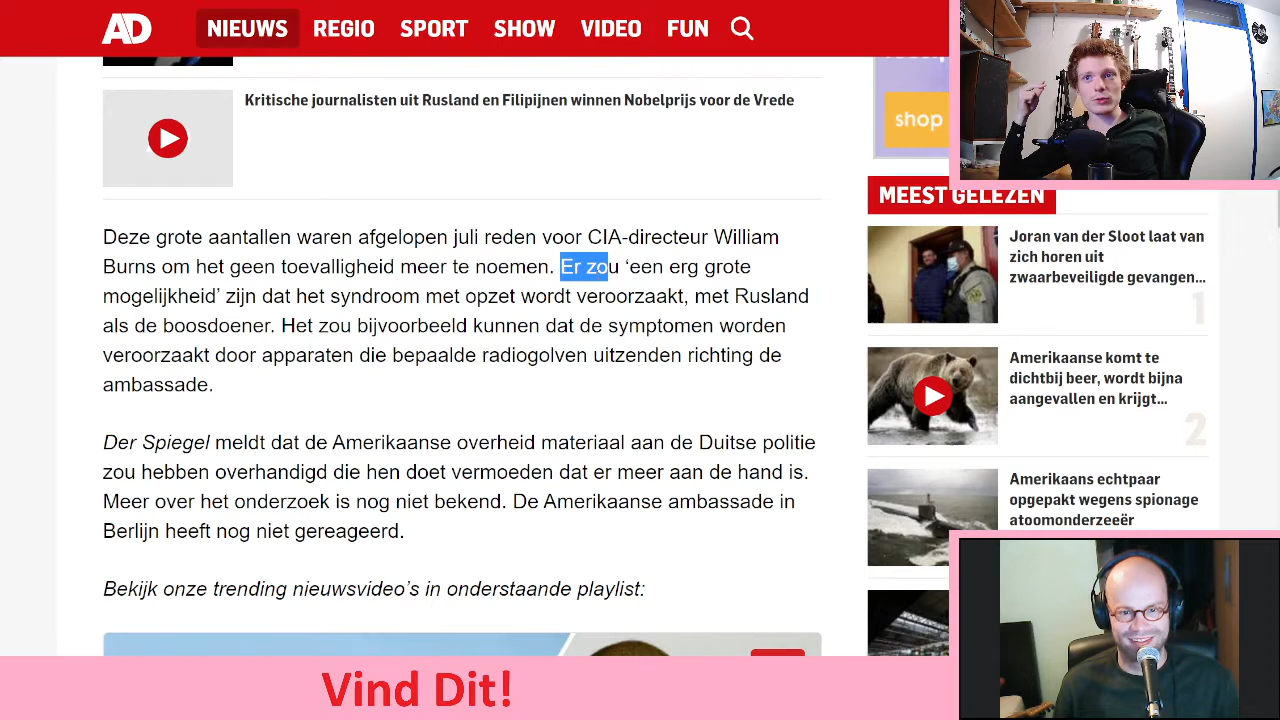 AD
NIEUWS
REGIO
SPORT
SHOW
VIDEO
FUN
Kritische journalisten uit Rusland en Filipijnen winnen Nobelprijs voor de Vrede
shop
Deze grote aantallen waren afgelopen juli reden voor CIA-directeur William
Burns om het geen toevalligheid meer te noemen. Er zou ‘een erg grote
mogelijkheid’ zijn dat het syndroom met opzet wordt veroorzaakt, met Rusland
als de boosdoener. Het zou bijvoorbeeld kunnen dat de symptomen worden
veroorzaakt door apparaten die bepaalde radiogolven uitzenden richting de
ambassade.
Der Spiegel meldt dat de Amerikaanse overheid materiaal aan de Duitse politie
zou hebben overhandigd die hen doet vermoeden dat er meer aan de hand is.
Meer over het onderzoek is nog niet bekend. De Amerikaanse ambassade in
Berlijn heeft nog niet gereageerd.
Bekijk onze trending nieuwsvideo’s in onderstaande playlist:
MEEST GELEZEN
Joran van der Sloot laat van
zich horen uit
zwaarbeveiligde gevangen...
1
Amerikaanse komt te
dichtbij beer, wordt bijna
aangevallen en krijgt...
2
Amerikaans echtpaar
opgepakt wegens spionage
atoomonderzeeër
Vind Dit!